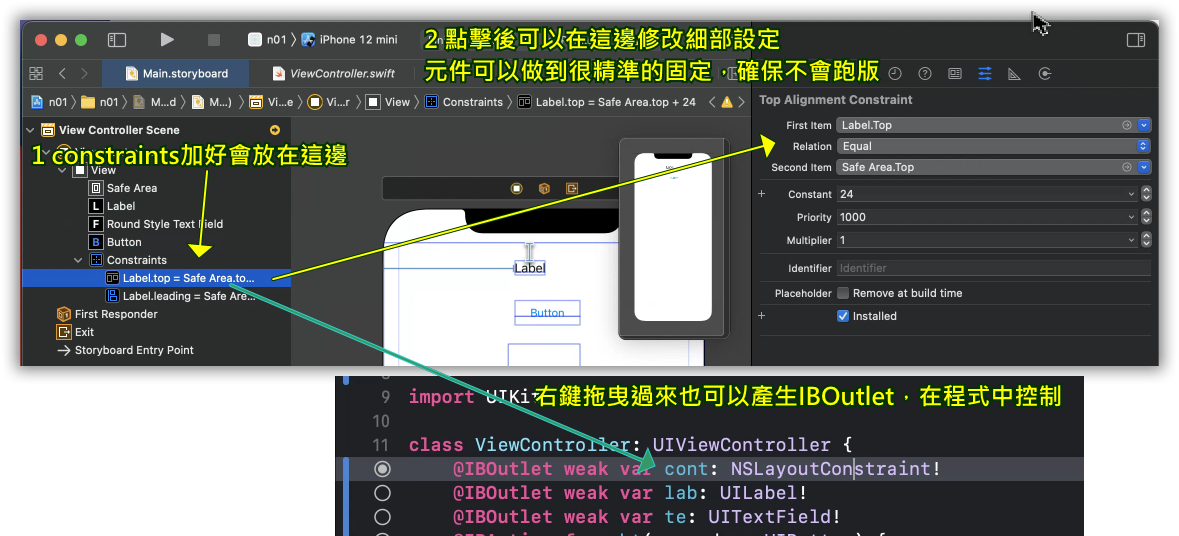 n01 〉 iPhone 12 mini
2 點擊後可以在這邊修改細部設定
元件可以做到很精準的固定，確保不會跑版
Main.storyboard
ViewController.swift
n01 〉 n01 〉 M...d 〉 M...) 〉 Vi...e 〉 Vi...r 〉 View 〉 Constraints 〉 Label.top = Safe Area.top + 24
View Controller Scene
1 constraints加好會放在這邊
View
Safe Area
Label
Round Style Text Field
Button
Constraints
Label.top = Safe Area.to...
Label.leading = Safe Are...
First Responder
Exit
Storyboard Entry Point
Label
Button
Top Alignment Constraint
First Item Label.Top
Relation Equal
Second Item Safe Area.Top
Constant 24
Priority 1000
Multiplier 1
Identifier Identifier
Placeholder Remove at build time
Installed
右鍵拖曳過來也可以產生IBOutlet，在程式中控制
9 import UIKit
10
11 class ViewController: UIViewController {
@IBOutlet weak var cont: NSLayoutConstraint!
@IBOutlet weak var lab: UILabel!
@IBOutlet weak var te: UITextField!